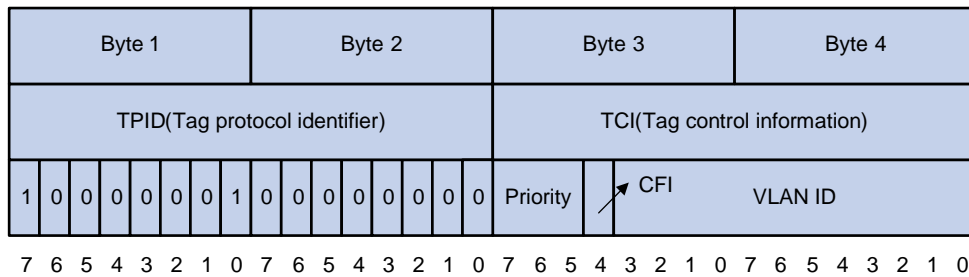 Byte 1 Byte 2 Byte 3 Byte 4
TPID(Tag protocol identifier) TCI(Tag control information)
1 0 0 0 0 0 0 1 0 0 0 0 0 0 0 0 Priority CFI VLAN ID
7 6 5 4 3 2 1 0 7 6 5 4 3 2 1 0 7 6 5 4 3 2 1 0 7 6 5 4 3 2 1 0